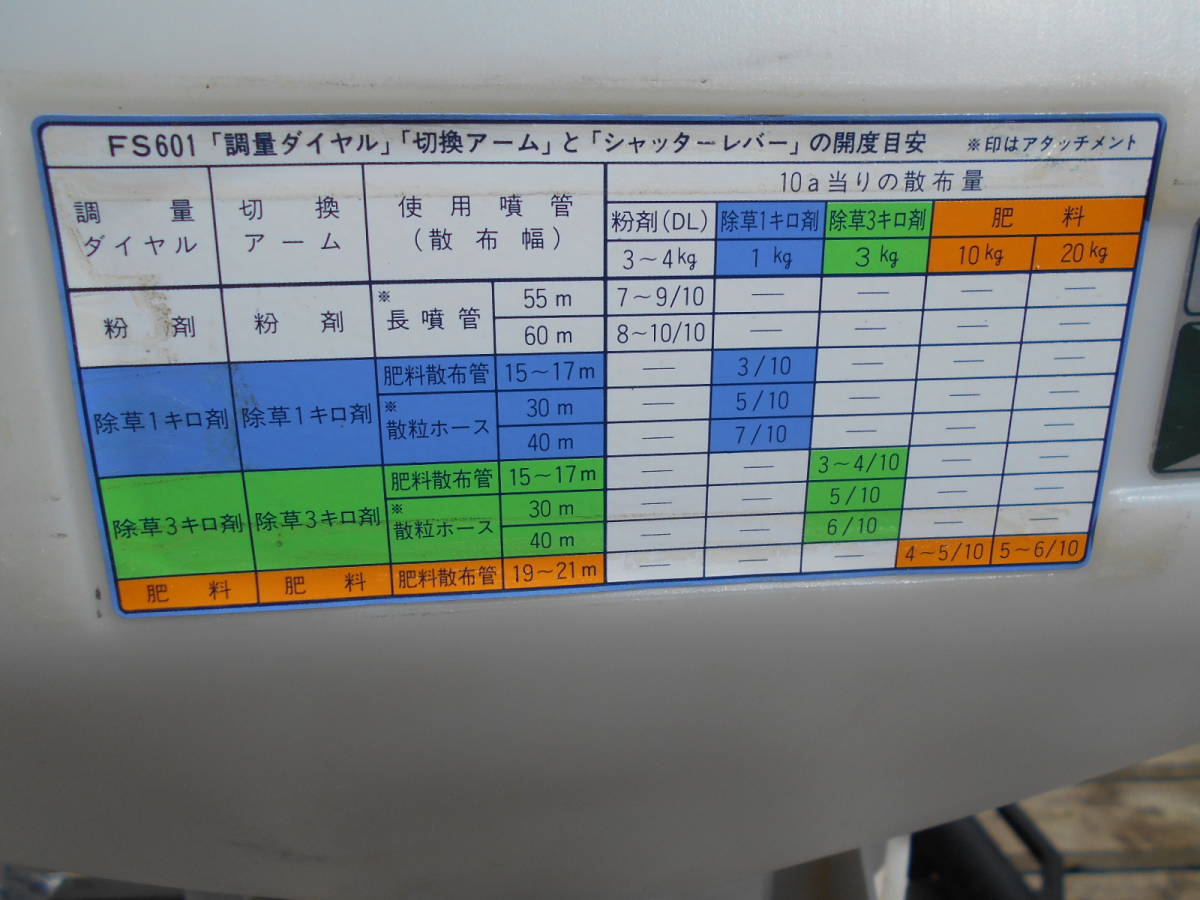 FS601「調量ダイヤル」「切換アーム」と「シャッターレバー」の開度目安 ※印はアタッチメント
調量ダイヤル 切換アーム 使用噴管(散布幅) 10a当りの散布量
粉剤(DL) 除草1キロ剤 除草3キロ剤 肥料
3~4kg 1kg 3kg 10kg 20kg
粉剤 粉剤 ※長噴管 55m 7~9/10 — — — —
60m 8~10/10 — — — —
除草1キロ剤 除草1キロ剤 肥料散布管 15~17m — 3/10 — — —
※散粒ホース 30m — 5/10 — — —
40m — 7/10 — — —
除草3キロ剤 除草3キロ剤 肥料散布管 15~17m — — 3~4/10 — —
※散粒ホース 30m — — 5/10 — —
40m — — 6/10 — —
肥料 肥料 肥料散布管 19~21m — — — 4~5/10 5~6/10